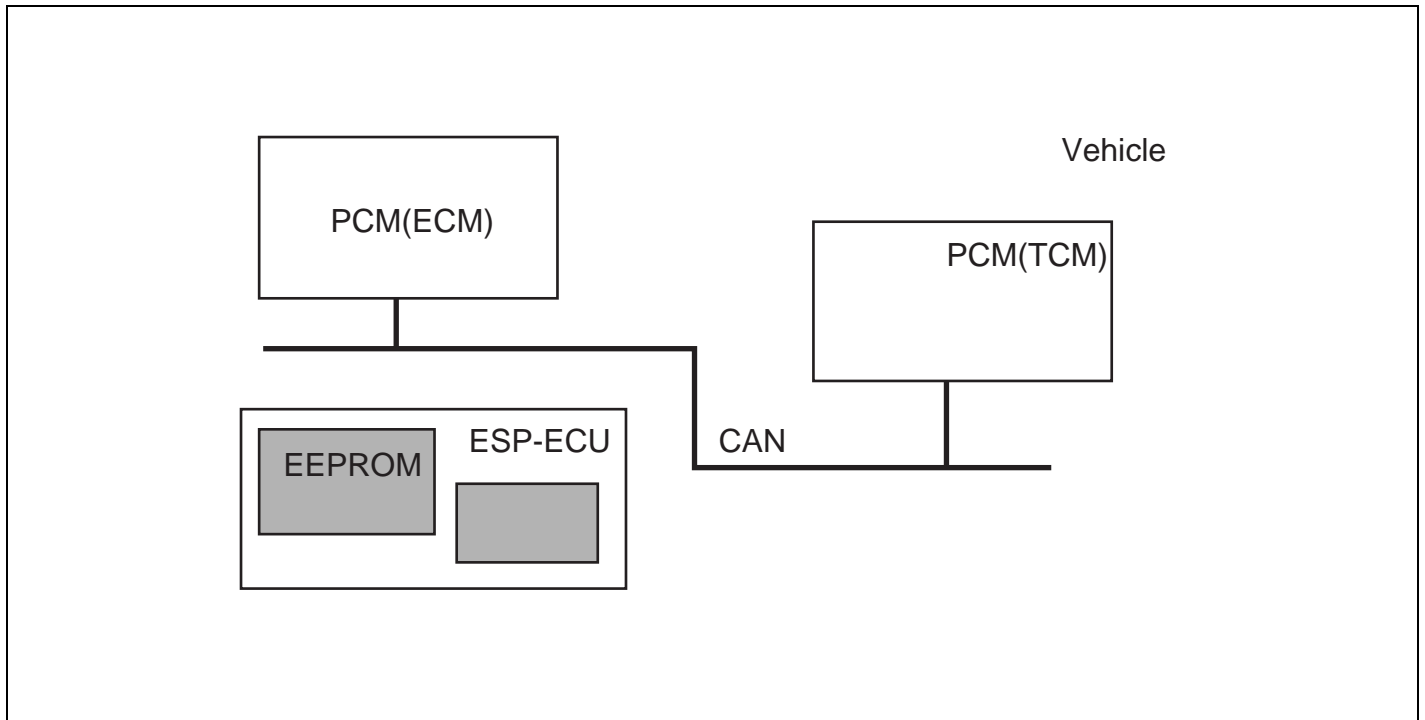 Vehicle
PCM(ECM)
PCM(TCM)
ESP-ECU
CAN
EEPROM